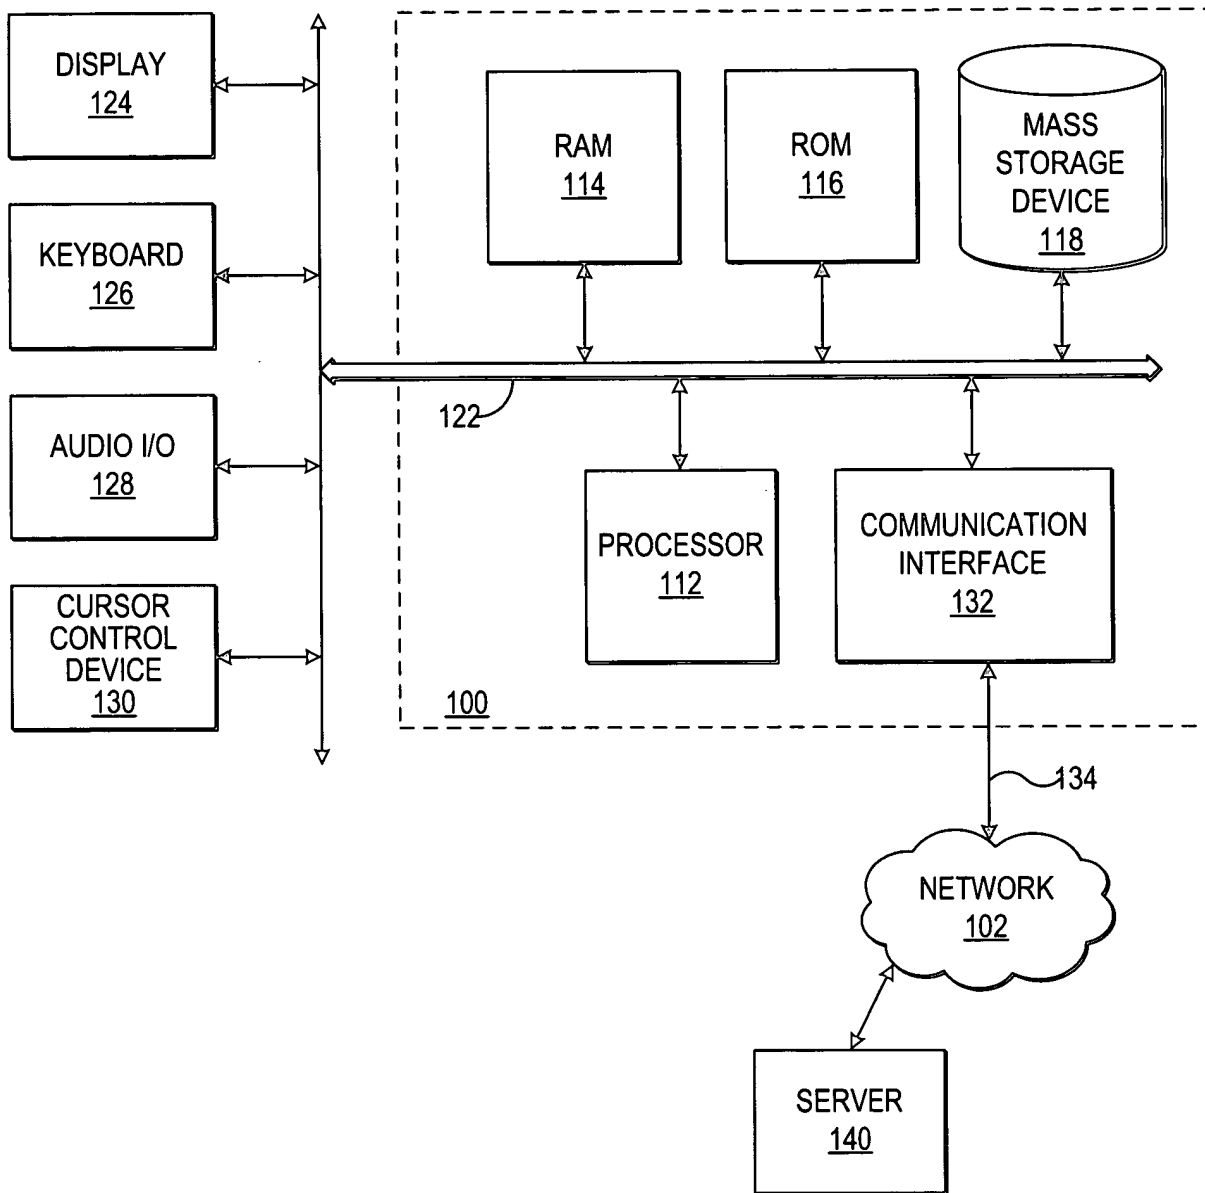 DISPLAY
124
KEYBOARD
126
AUDIO I/O
128
CURSOR
CONTROL
DEVICE
130
RAM
114
ROM
116
MASS
STORAGE
DEVICE
118
122
PROCESSOR
112
COMMUNICATION
INTERFACE
132
100
134
NETWORK
102
SERVER
140